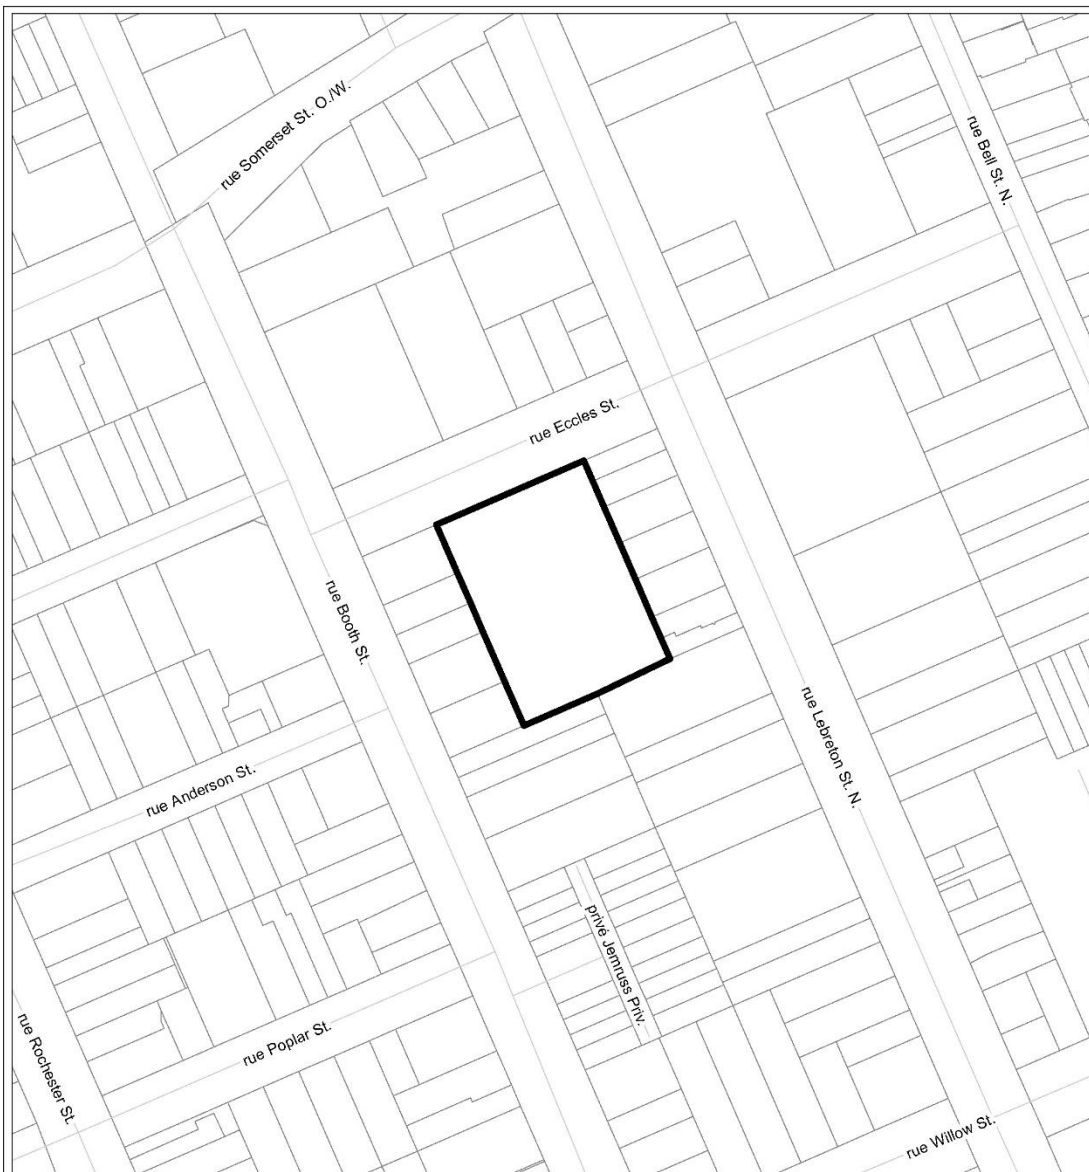 rue Somerset St. O./W.
rue Bell St. N.
rue Eccles St.
rue Booth St.
rue Lebreton St. N.
rue Anderson St.
privé Jemruss Priv.
rue Rochester St.
rue Poplar St.
rue Willow St.